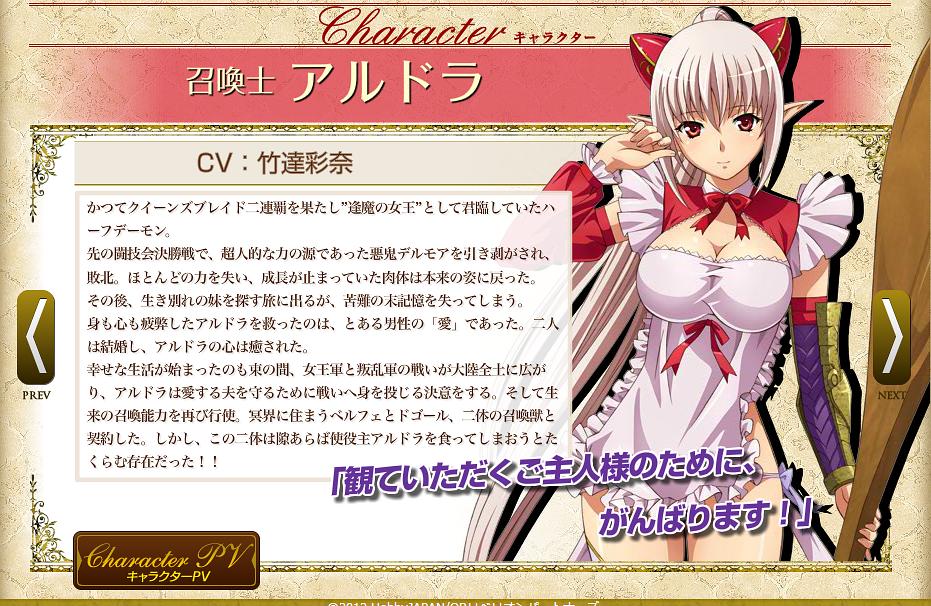 Character キャラクター
召喚士 アルドラ
CV：竹達彩奈
かつてクイーンズブレイド二連覇を果たし"逢魔の女王"として君臨していたハ
ーフデーモン。
先の闘技会決勝戦で、超人的な力の源であった悪鬼デルモアを引き剥がされ、
敗北。ほとんどの力を失い、成長が止まっていた肉体は本来の姿に戻った。
その後、生き別れの妹を探す旅に出るが、苦難の末記憶を失ってしまう。
身も心も疲弊したアルドラを救ったのは、とある男性の「愛」であった。二人
は結婚し、アルドラの心は癒された。
幸せな生活が始まったのも束の間、女王軍と叛乱軍の戦いが大陸全土に広が
り、アルドラは愛する夫を守るために戦いへ身を投じる決意をする。そして生
来の召喚能力を再び行使。冥界に住まうベルフェとドゴール、二体の召喚獣と
契約した。しかし、この二体は隙あらば使役主アルドラを食ってしまおうとた
くらむ存在だった！！
PREV
NEXT
「観ていただくご主人様のために、
がんばります！」
Character PV
キャラクターPV